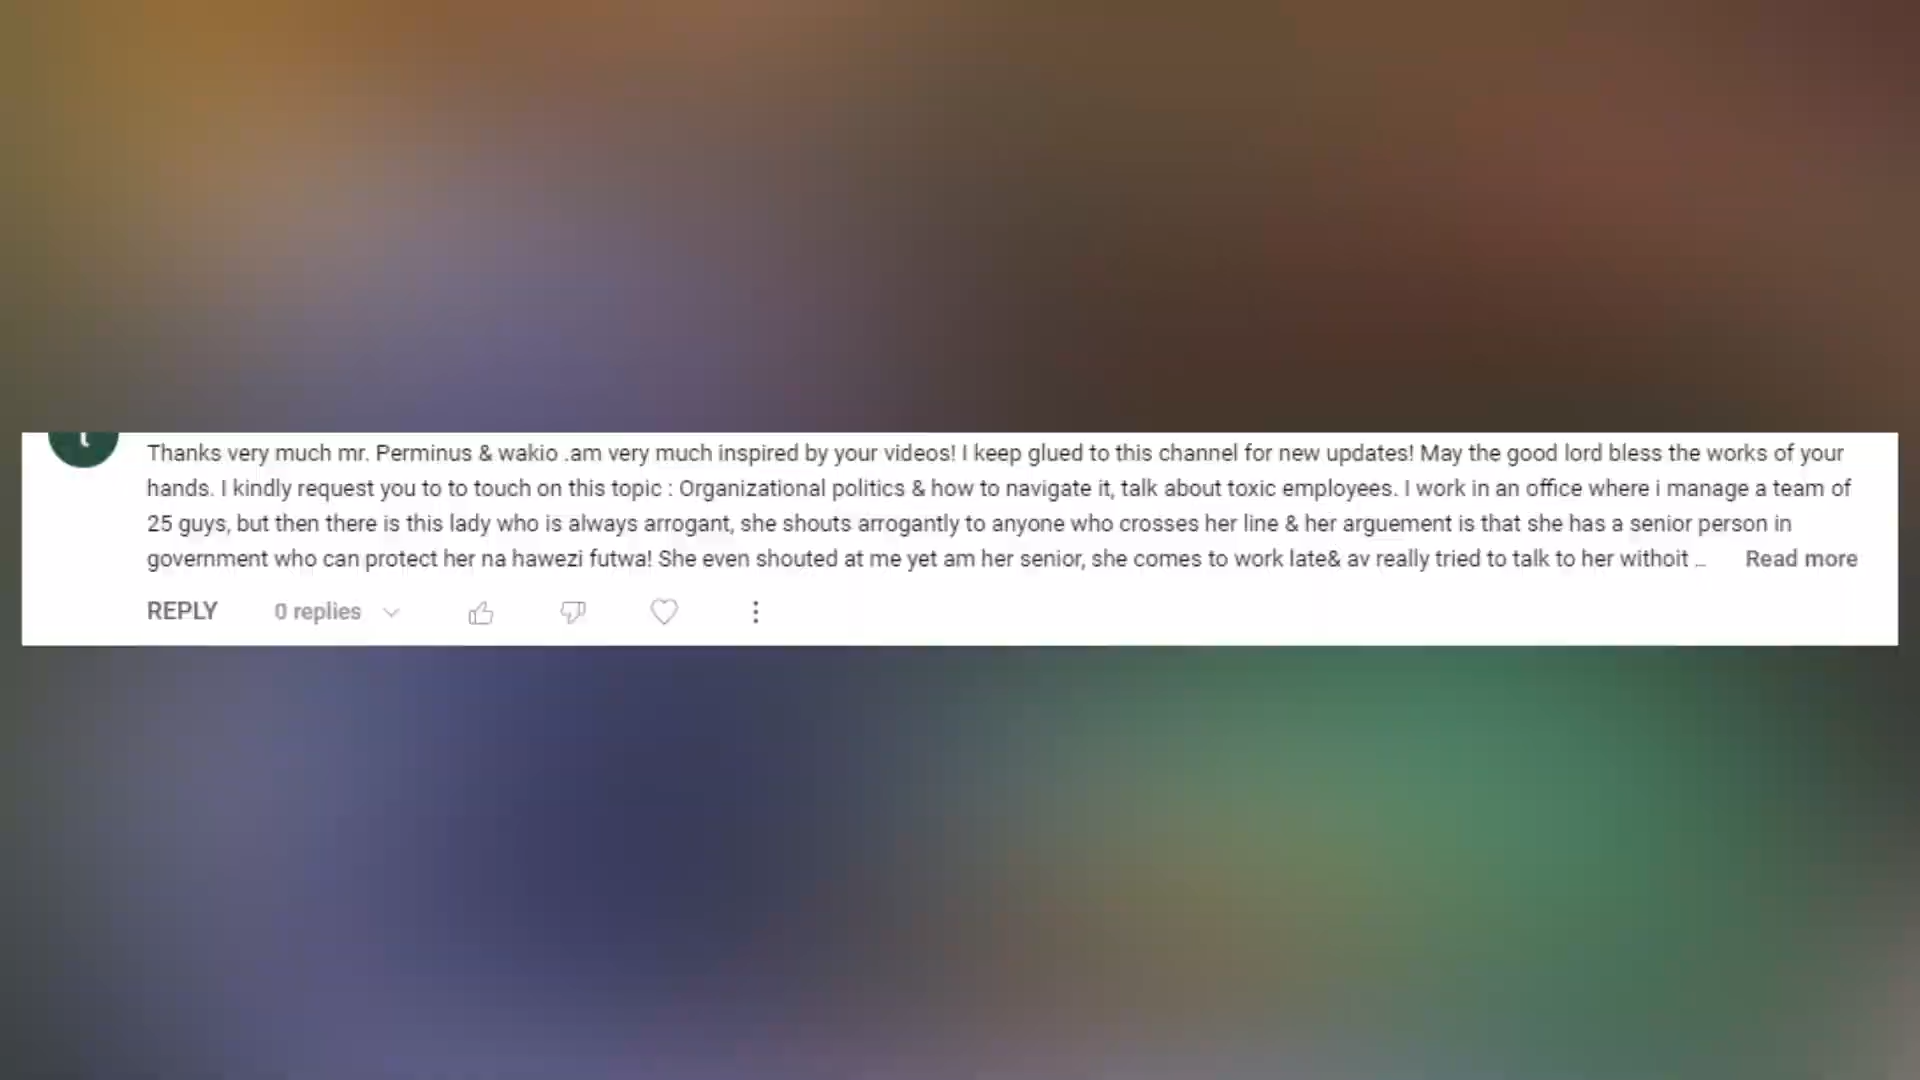 Thanks very much mr. Perminus & wakio .am very much inspired by your videos! I keep glued to this channel for new updates! May the good lord bless the works of your
hands. I kindly request you to to touch on this topic : Organizational politics & how to navigate it, talk about toxic employees. I work in an office where i manage a team of
25 guys, but then there is this lady who is always arrogant, she shouts arrogantly to anyone who crosses her line & her arguement is that she has a senior person in
government who can protect her na hawezi futwa! She even shouted at me yet am her senior, she comes to work late& av really tried to talk to her withoit ... Read more
REPLY 0 replies